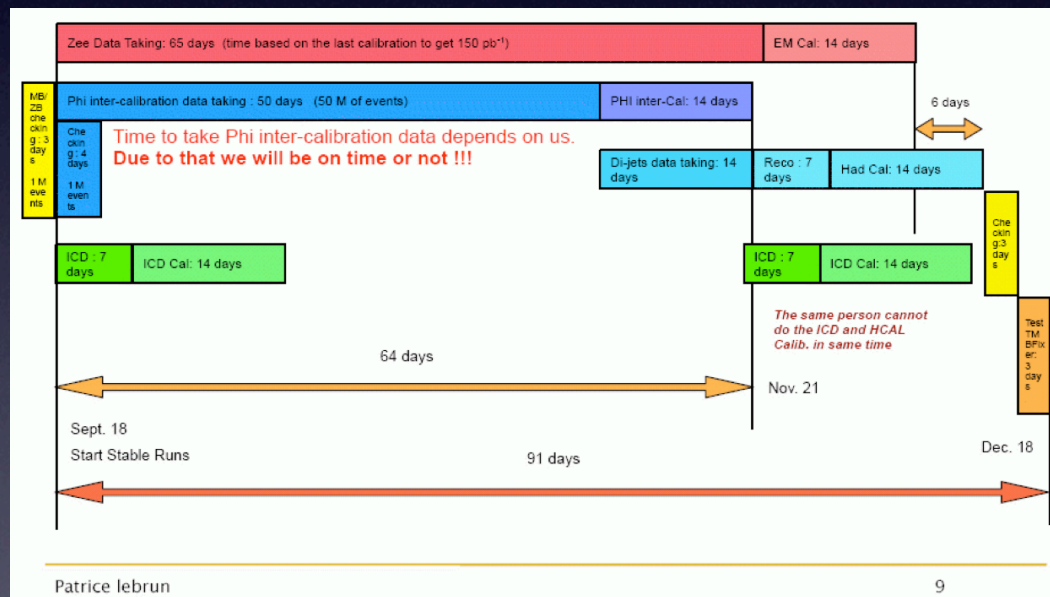 Zee Data Taking: 65 days (time based on the last calibration to get 150 pb⁻¹)
EM Cal: 14 days
MB/
ZB
che
cking
: 3
day
s
1 M
eve
nts
Phi inter-calibration data taking : 50 days (50 M of events)
PHI inter-Cal: 14 days
6 days
Che
ckin
g : 4
days
1 M
even
ts
Time to take Phi inter-calibration data depends on us.
Due to that we will be on time or not !!!
Di-jets data taking: 14
days
Reco : 7
days
Had Cal: 14 days
ICD : 7
days
ICD Cal: 14 days
ICD : 7
days
ICD Cal: 14 days
Che
ckin
g:3
day
s
The same person cannot
do the ICD and HCAL
Calib. in same time
Test
TM
BFix
er:
3
day
s
64 days
Nov. 21
Sept. 18
Start Stable Runs
91 days
Dec. 18
Patrice lebrun
9